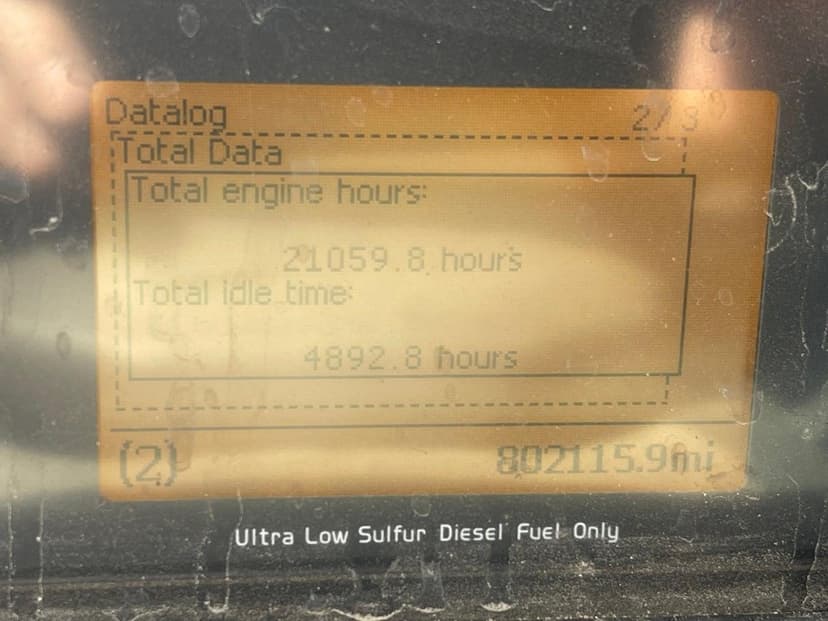 Datalog 2/3
Total Data
Total engine hours:
21059.8 hours
Total idle time:
4892.8 hours
(2) 802115.9mi
Ultra Low Sulfur Diesel Fuel Only